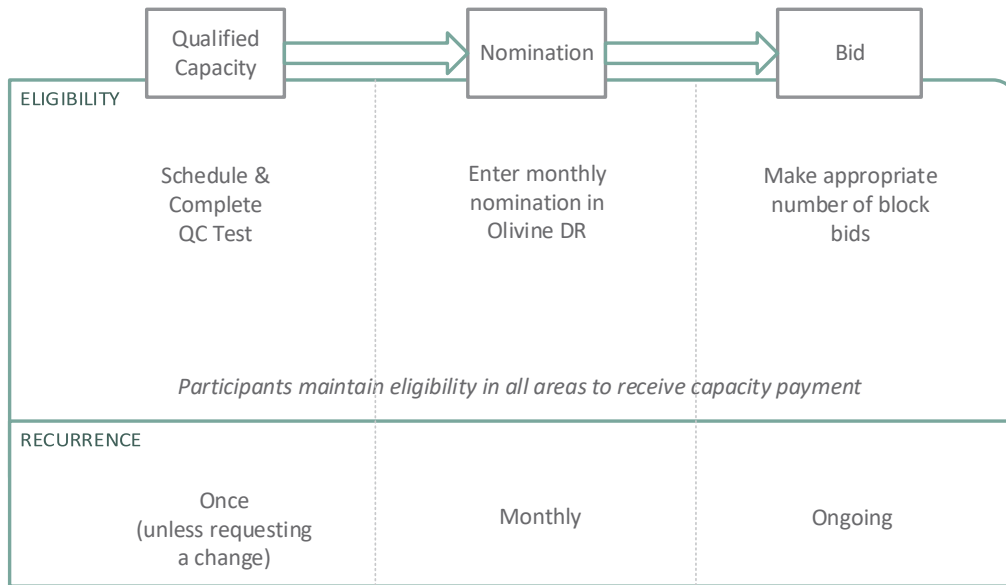 Qualified
Capacity
Nomination
Bid
ELIGIBILITY
Schedule &
Complete
QC Test
Enter monthly
nomination in
Olivine DR
Make appropriate
number of block
bids
Participants maintain eligibility in all areas to receive capacity payment
RECURRENCE
Once
(unless requesting
a change)
Monthly
Ongoing